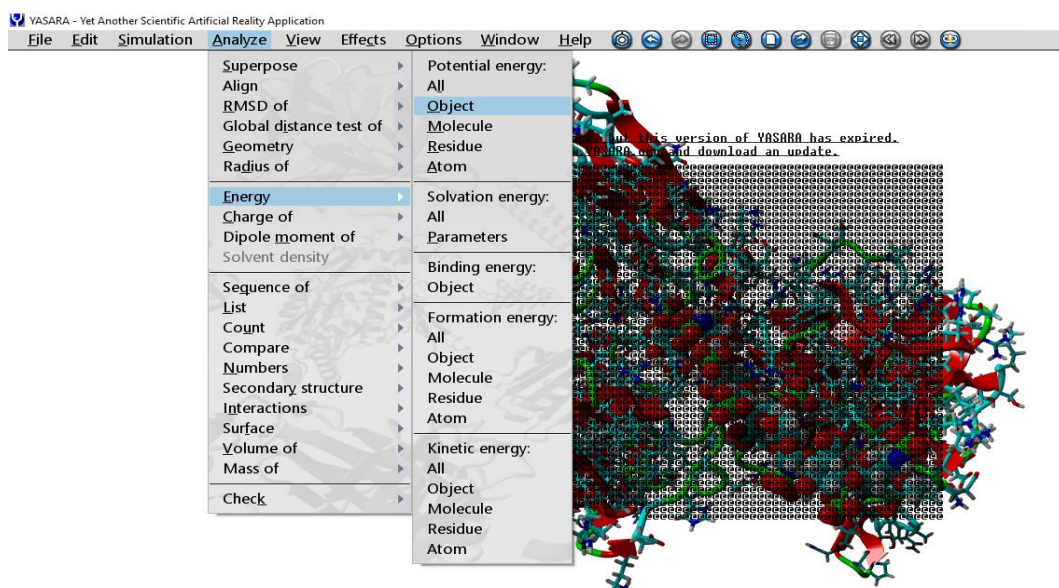 YASARA - Yet Another Scientific Artificial Reality Application
File Edit Simulation Analyze View Effects Options Window Help
Superpose
Align
RMSD of
Global distance test of
Geometry
Radius of
Energy
Charge of
Dipole moment of
Solvent density
Sequence of
List
Count
Compare
Numbers
Secondary structure
Interactions
Surface
Volume of
Mass of
Check
Potential energy:
All
Object
Molecule
Residue
Atom
Solvation energy:
All
Parameters
Binding energy:
Object
Formation energy:
All
Object
Molecule
Residue
Atom
Kinetic energy:
All
Object
Molecule
Residue
Atom
but this version of YASARA has expired.
YASARA.org and download an update.